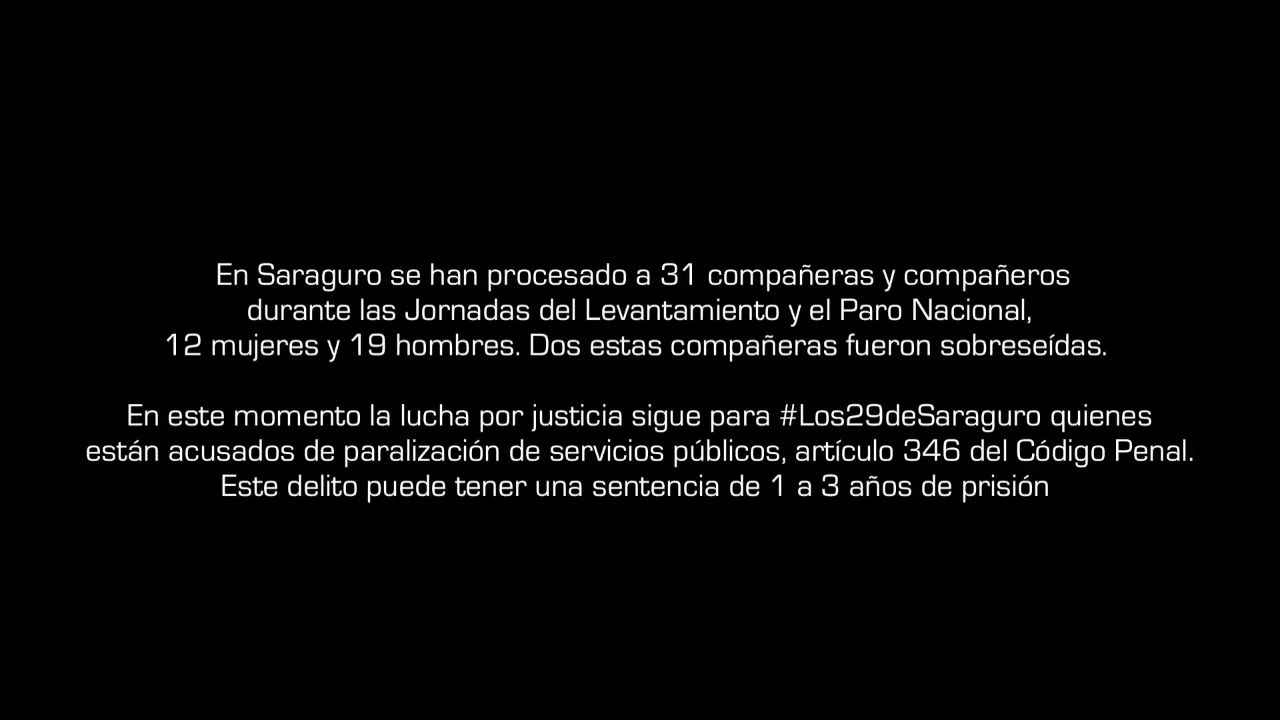 En Saraguro se han procesado a 31 compañeras y compañeros
durante las Jornadas del Levantamiento y el Paro Nacional,
12 mujeres y 19 hombres. Dos estas compañeras fueron sobreseídas.
En este momento la lucha por justicia sigue para #Los29deSaraguro quienes
están acusados de paralización de servicios públicos, artículo 346 del Código Penal.
Este delito puede tener una sentencia de 1 a 3 años de prisión